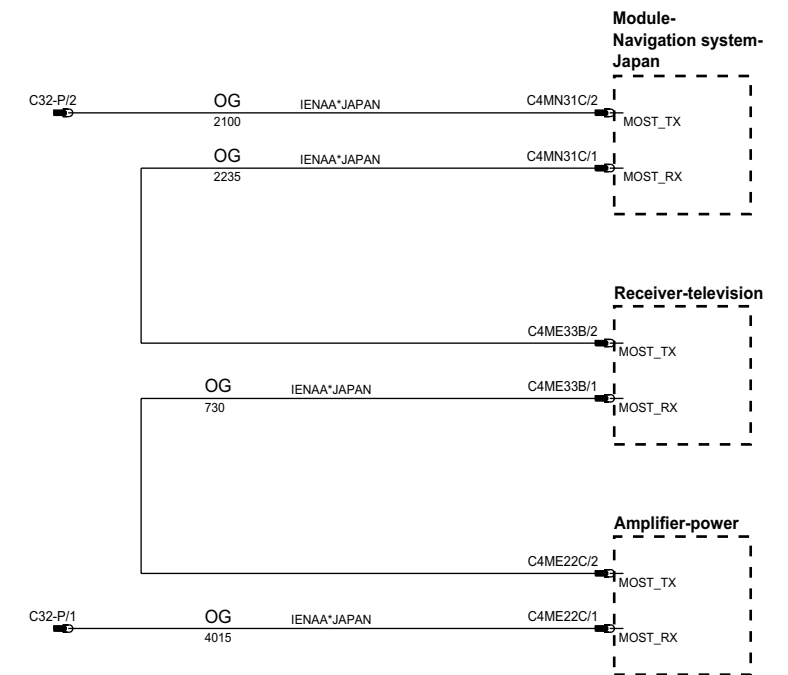 Module-
Navigation system-
Japan
C32-P/2
OG
IENAA*JAPAN
C4MN31C/2
2100
MOST_TX
OG
IENAA*JAPAN
C4MN31C/1
2235
MOST_RX
Receiver-television
C4ME33B/2
MOST_TX
OG
IENAA*JAPAN
C4ME33B/1
730
MOST_RX
Amplifier-power
C4ME22C/2
MOST_TX
C32-P/1
OG
IENAA*JAPAN
C4ME22C/1
4015
MOST_RX